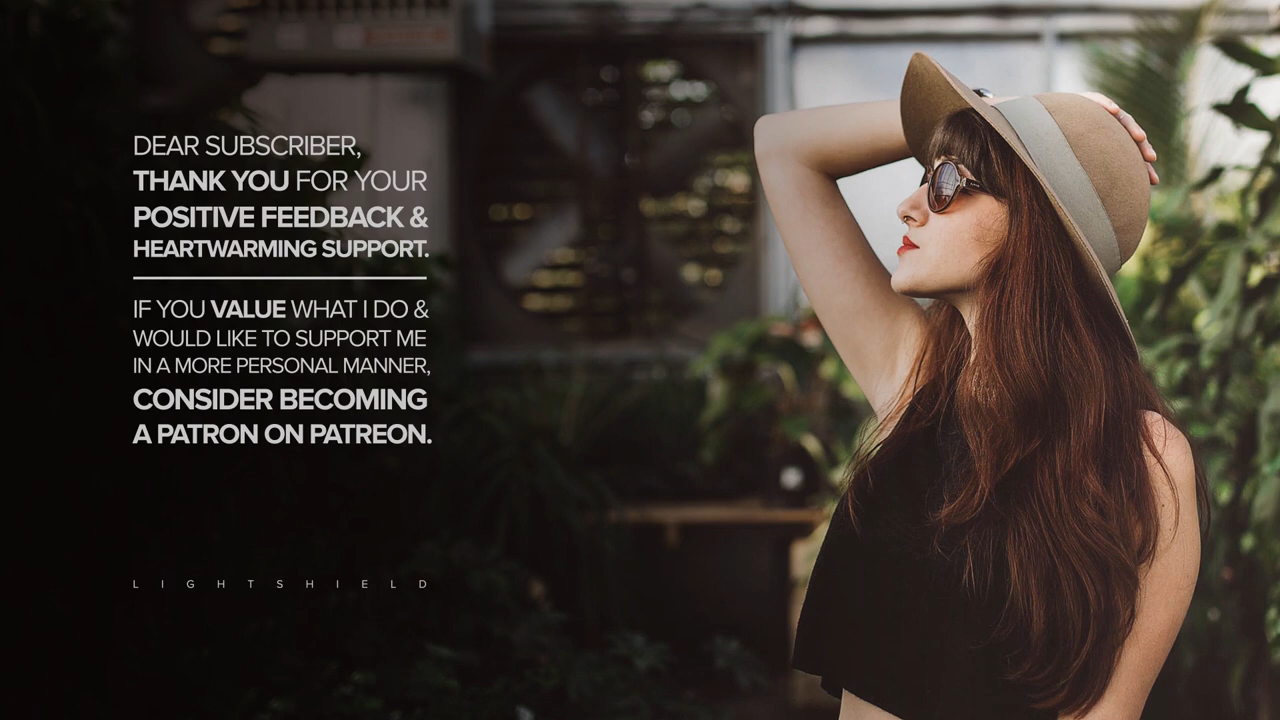 DEAR SUBSCRIBER,
THANK YOU FOR YOUR
POSITIVE FEEDBACK &
HEARTWARMING SUPPORT.
IF YOU VALUE WHAT I DO &
WOULD LIKE TO SUPPORT ME
IN A MORE PERSONAL MANNER,
CONSIDER BECOMING
A PATRON ON PATREON.
LIGHTSHIELD